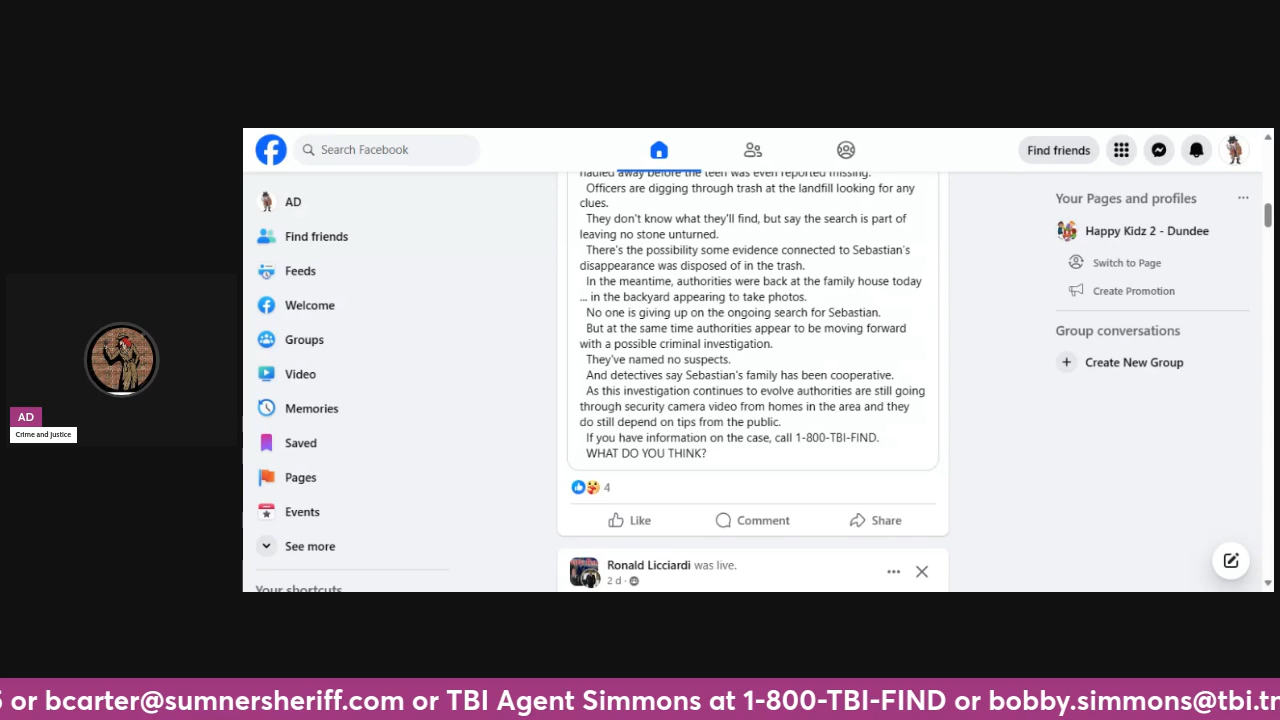 Search Facebook
Find friends
AD
Find friends
Feeds
Welcome
Groups
Video
Memories
Saved
Pages
Events
See more
Your shortcuts
hauled away before the teen was even reported missing.
Officers are digging through trash at the landfill looking for any
clues.
They don't know what they'll find, but say the search is part of
leaving no stone unturned.
There's the possibility some evidence connected to Sebastian's
disappearance was disposed of in the trash.
In the meantime, authorities were back at the family house today
... in the backyard appearing to take photos.
No one is giving up on the ongoing search for Sebastian.
But at the same time authorities appear to be moving forward
with a possible criminal investigation.
They've named no suspects.
And detectives say Sebastian's family has been cooperative.
As this investigation continues to evolve authorities are still going
through security camera video from homes in the area and they
do still depend on tips from the public.
If you have information on the case, call 1-800-TBI-FIND.
WHAT DO YOU THINK?
4
Like Comment Share
Ronald Licciardi was live.
2 d ·
Your Pages and profiles
Happy Kidz 2 - Dundee
Switch to Page
Create Promotion
Group conversations
Create New Group
AD
Crime and Justice
or bcarter@sumnersheriff.com or TBI Agent Simmons at 1-800-TBI-FIND or bobby.simmons@tbi.tn